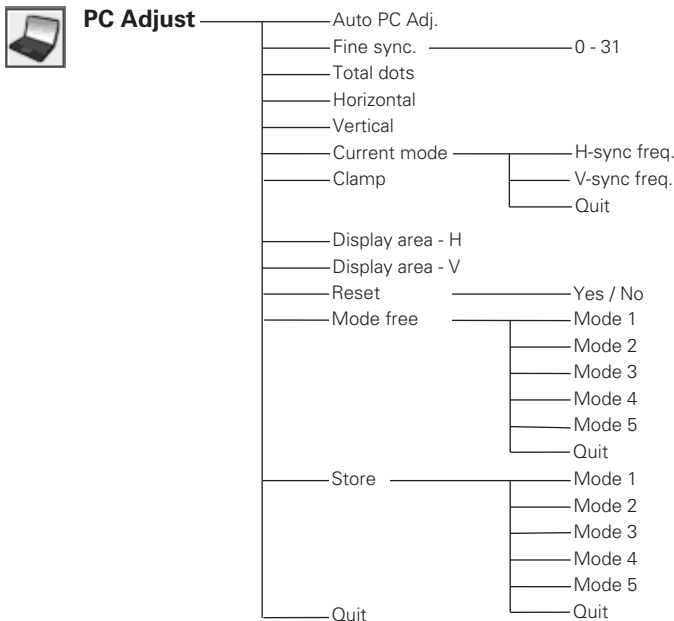 PC Adjust
Auto PC Adj.
Fine sync. 0 - 31
Total dots
Horizontal
Vertical
Current mode H-sync freq.
Clamp V-sync freq.
Quit
Display area - H
Display area - V
Reset Yes / No
Mode free Mode 1
Mode 2
Mode 3
Mode 4
Mode 5
Quit
Store Mode 1
Mode 2
Mode 3
Mode 4
Mode 5
Quit Quit